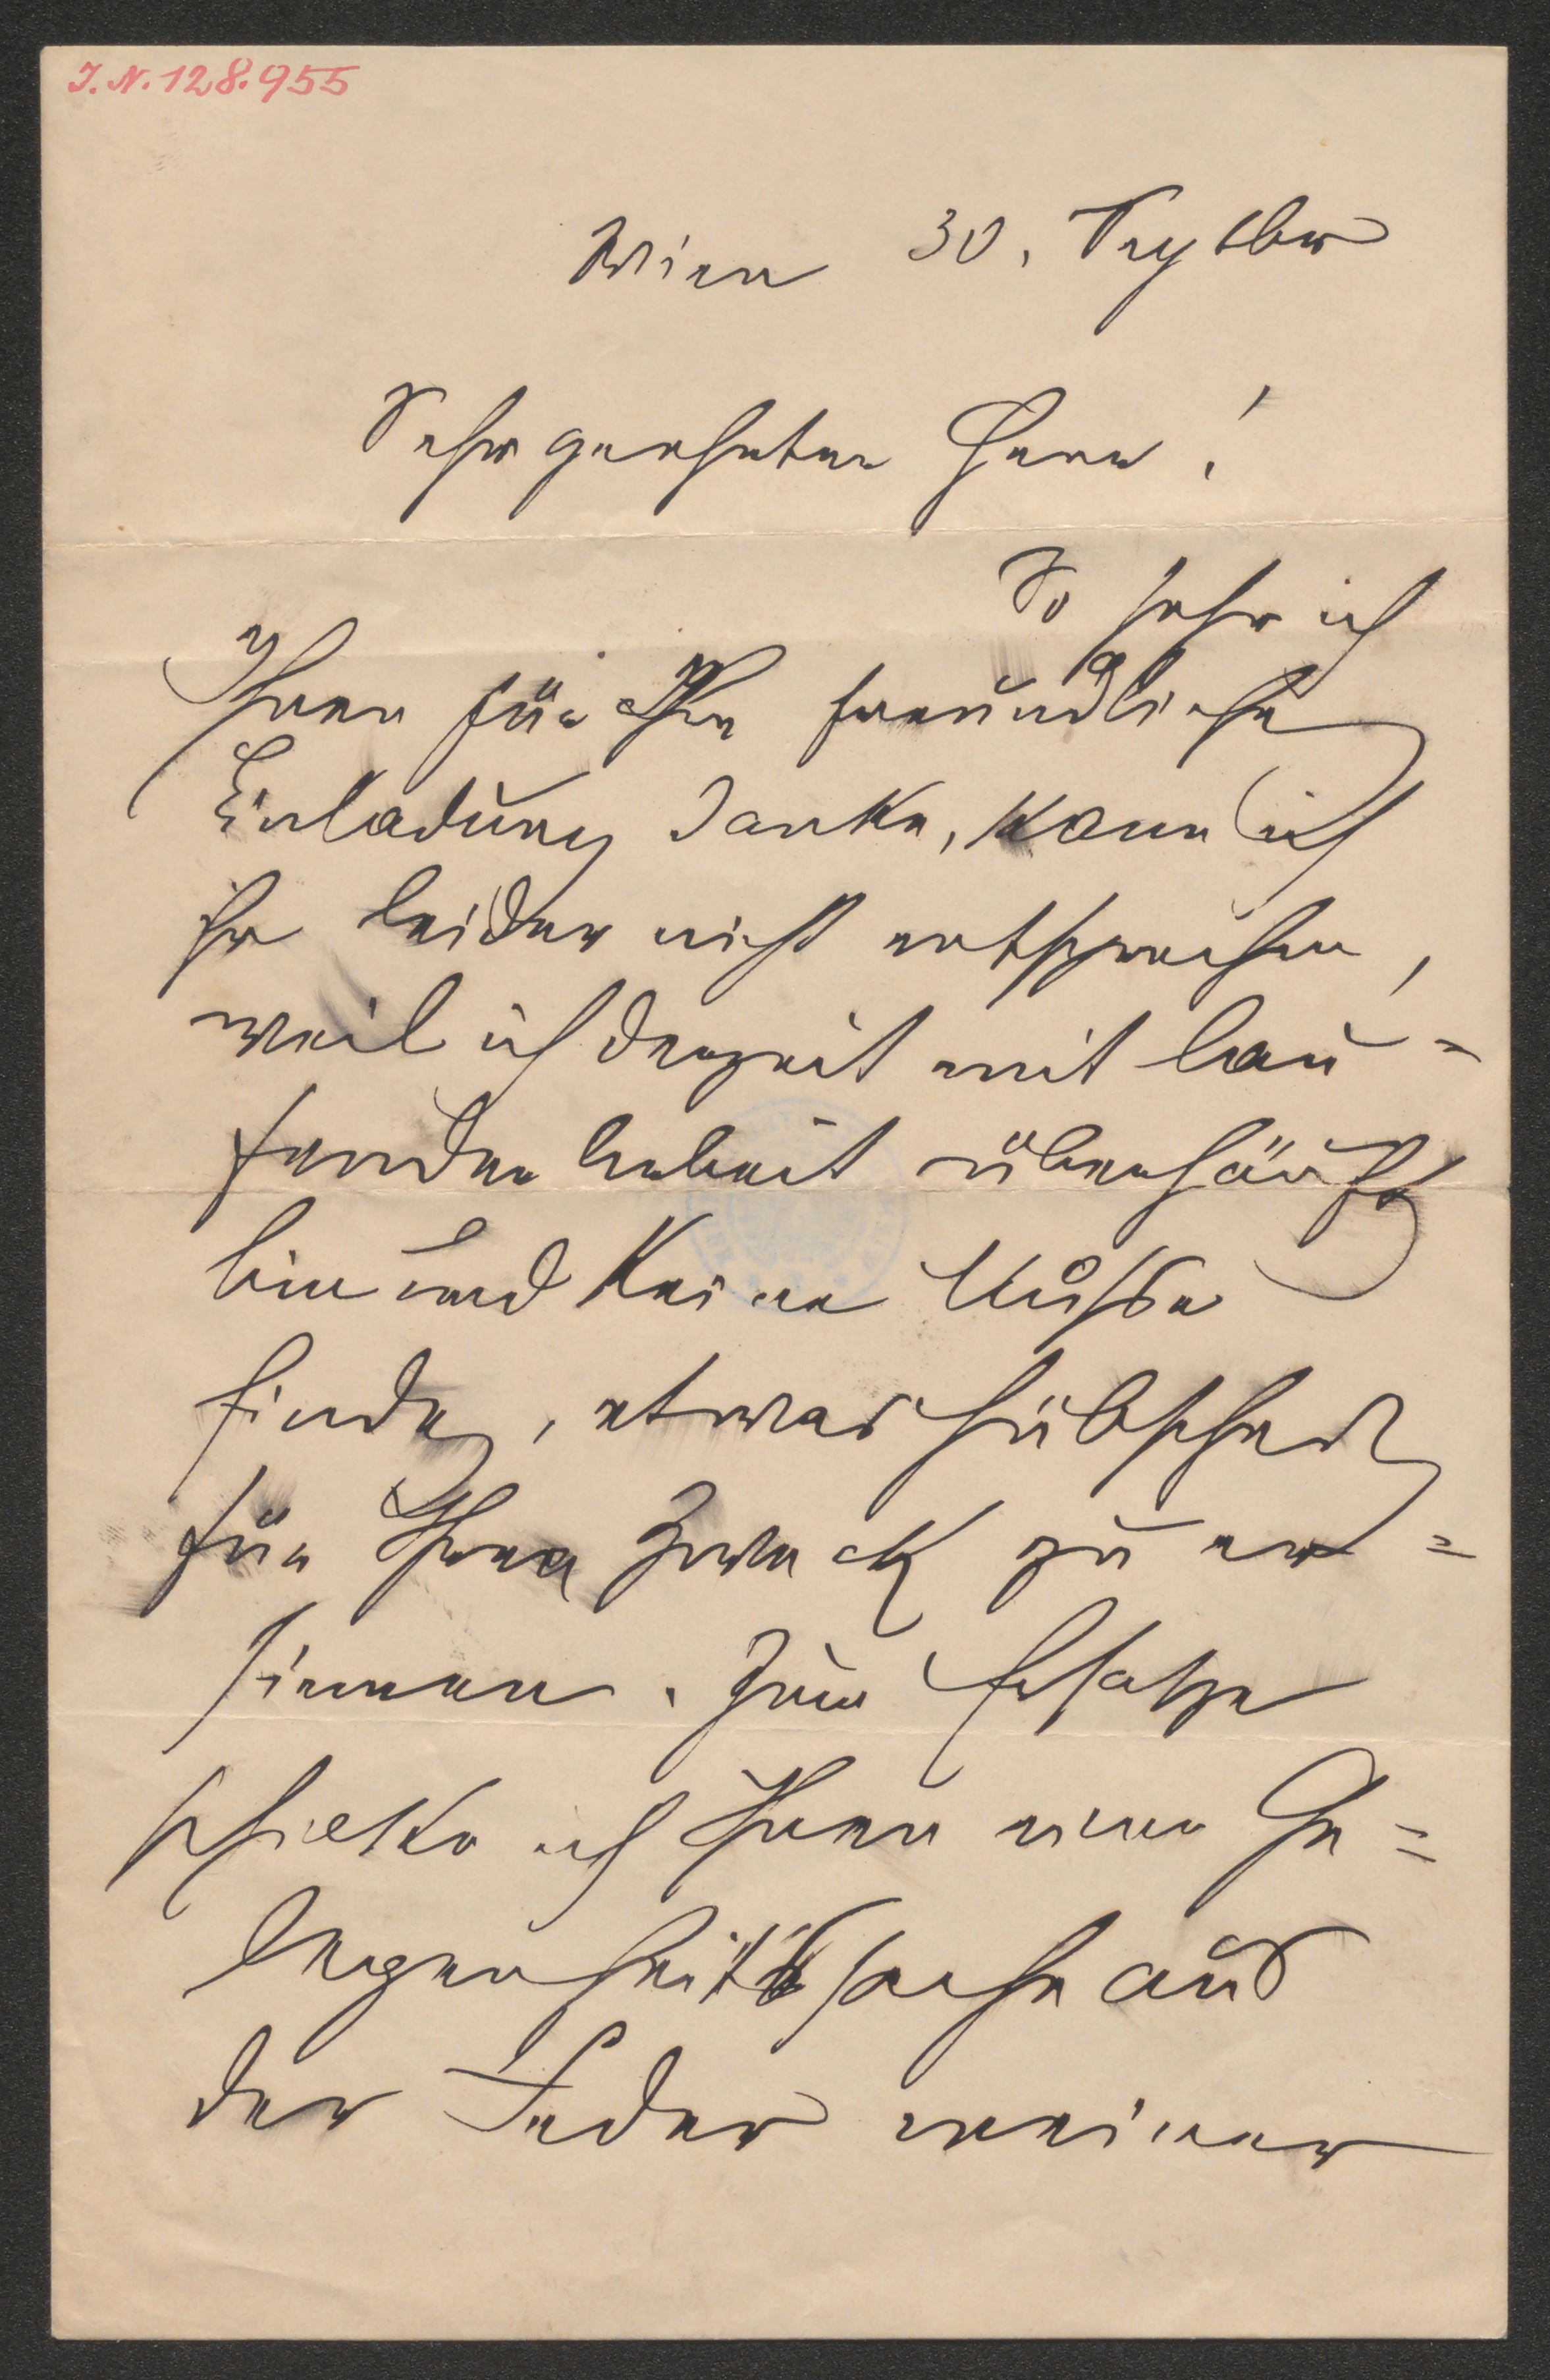 I.N. 128.955
Wien 30. Septber
Sehr geehrter Herr!
So sehr ich
Ihnen für Ihre freundliche
Einladung danke, kann ich
ihr leider nicht entsprechen,
weil ich derzeit mit lau=
fender Arbeit überhäuft
bin und keine Muße
finde, etwas hübsches
für Ihren Zweck zu er=
sinnen. Zum Ersatze
schicke ich Ihnen eine Ge=
legenheitssache aus
der Feder meiner